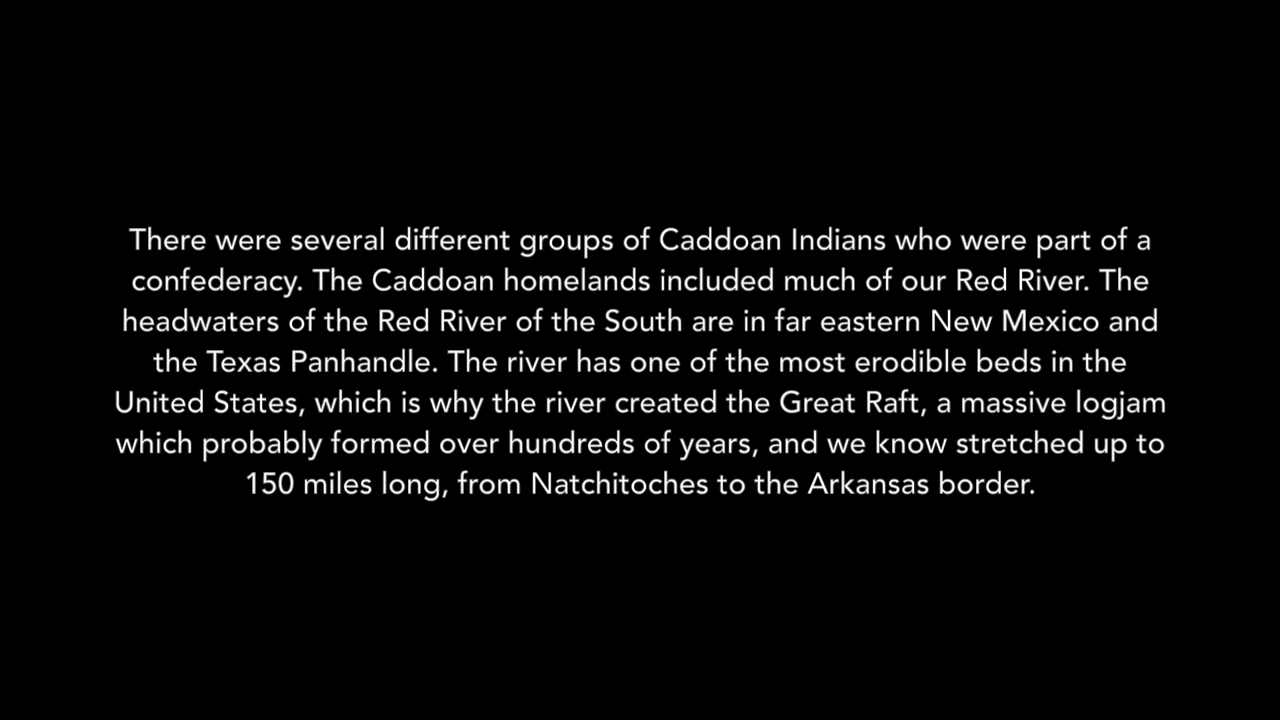 There were several different groups of Caddoan Indians who were part of a
confederacy. The Caddoan homelands included much of our Red River. The
headwaters of the Red River of the South are in far eastern New Mexico and
the Texas Panhandle. The river has one of the most erodible beds in the
United States, which is why the river created the Great Raft, a massive logjam
which probably formed over hundreds of years, and we know stretched up to
150 miles long, from Natchitoches to the Arkansas border.